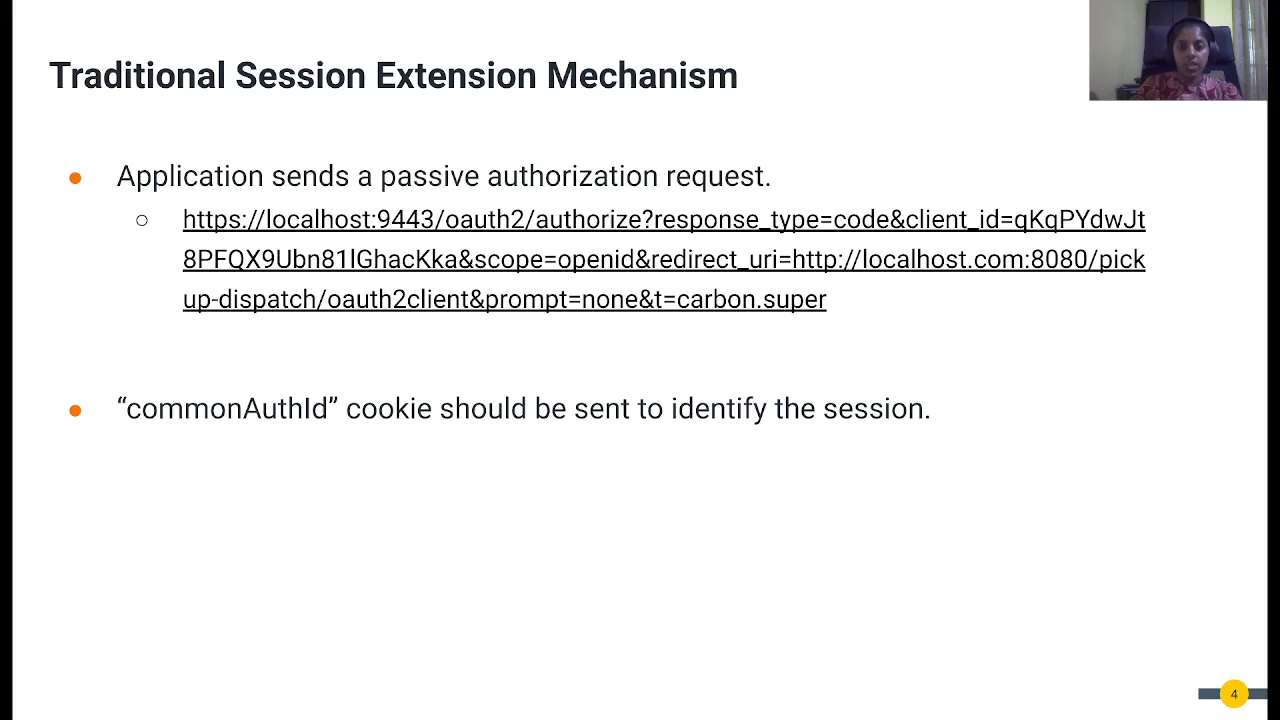 Traditional Session Extension Mechanism
● Application sends a passive authorization request.
○ https://localhost:9443/oauth2/authorize?response_type=code&client_id=qKqPYdwJt
8PFQX9Ubn81lGhacKka&scope=openid&redirect_uri=http://localhost.com:8080/pick
up-dispatch/oauth2client&prompt=none&t=carbon.super
● “commonAuthId” cookie should be sent to identify the session.
4